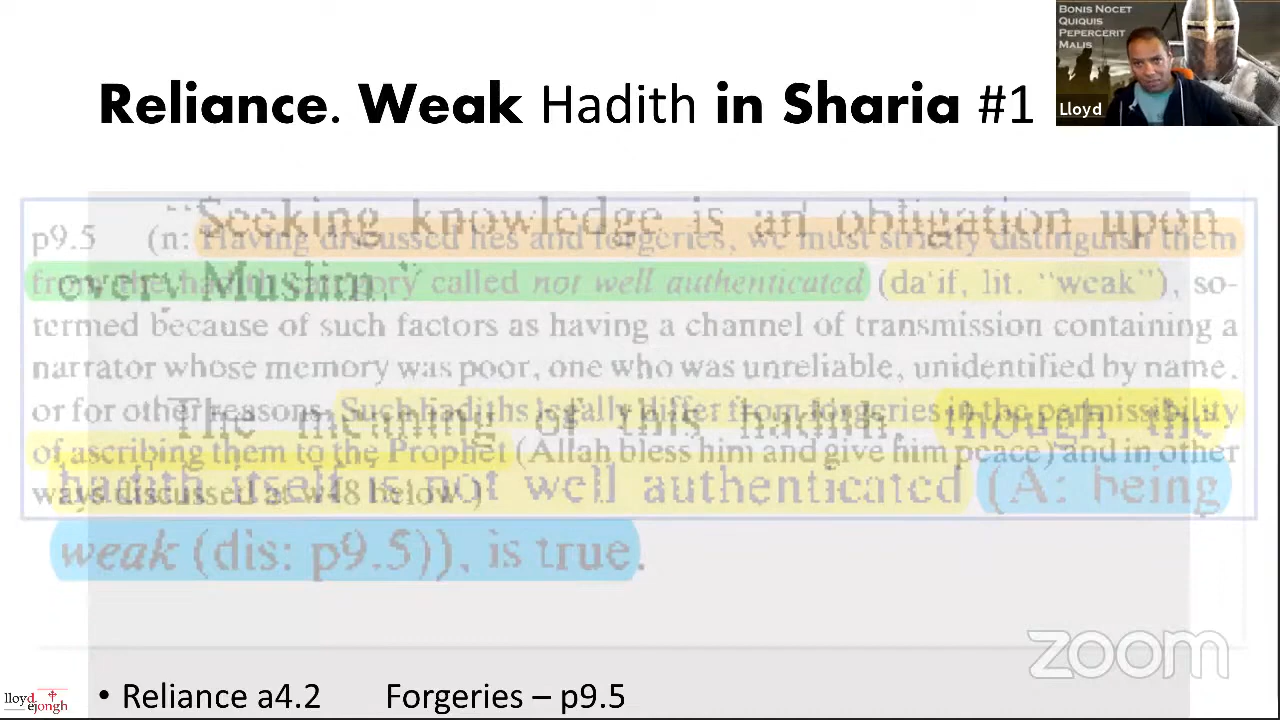 Bonis Nocet
Quiquis
Pepercerit
Malis
Lloyd
Reliance. Weak Hadith in Sharia #1
"Seeking knowledge is an obligation upon
every Muslim."
The meaning of this hadith, though the
hadith itself is not well authenticated (A: being
weak (dis: p9.5)), is true.
p9.5 (n: Having discussed lies and forgeries, we must strictly distinguish them
from the hadith category called not well authenticated (da'if, lit. "weak"), so-
termed because of such factors as having a channel of transmission containing a
narrator whose memory was poor, one who was unreliable, unidentified by name,
or for other reasons. Such hadiths legally differ from forgeries in the permissibility
of ascribing them to the Prophet (Allah bless him and give him peace) and in other
ways discussed at w48 below.)
zoom
• Reliance a4.2 Forgeries – p9.5
lloyd
ejongh